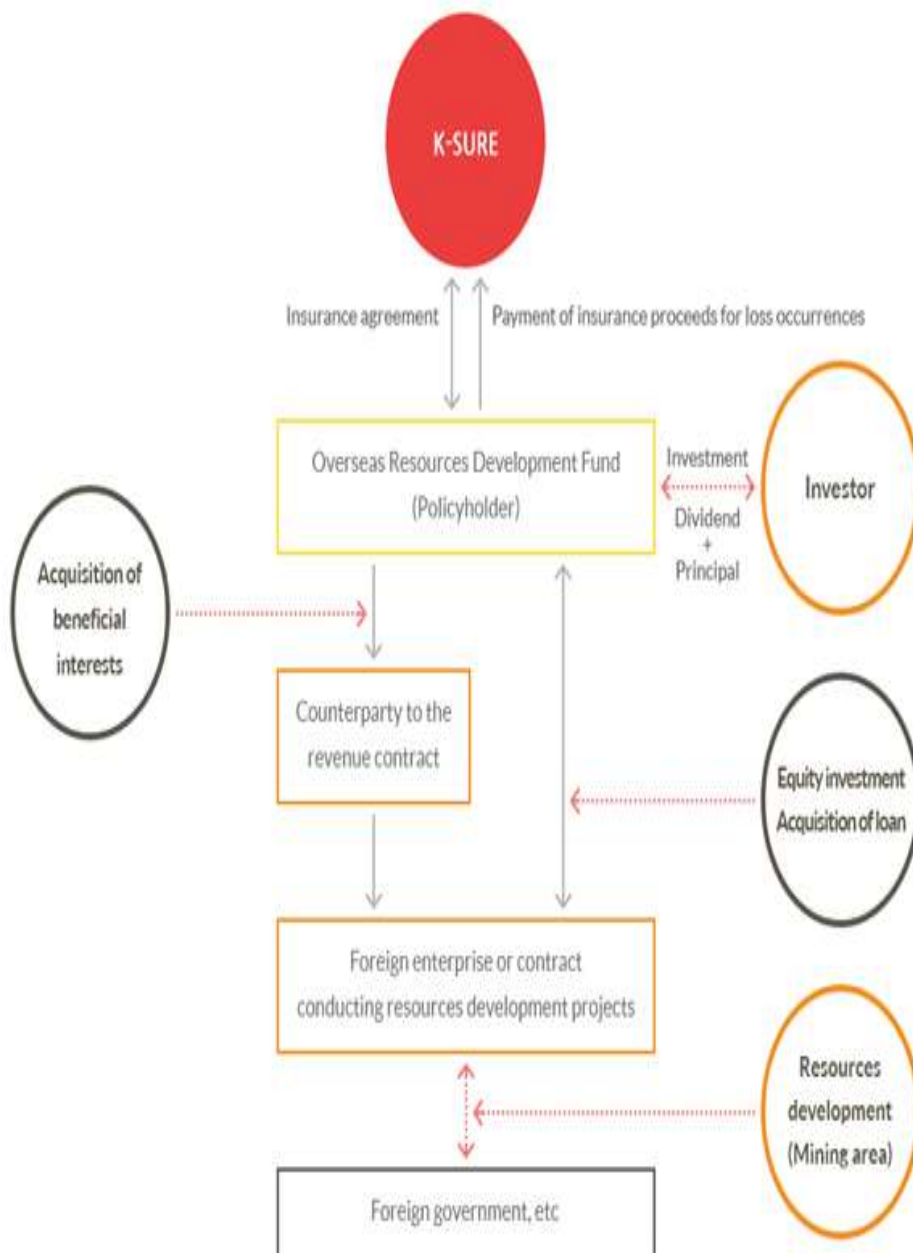 K-SURE
Insurance agreement
Payment of insurance proceeds for loss occurrences
Overseas Resources Development Fund
(Policyholder)
Investment
Dividend
+
Principal
Investor
Acquisition of
beneficial
interests
Counterparty to the
revenue contract
Equity investment
Acquisition of loan
Foreign enterprise or contract
conducting resources development projects
Resources
development
(Mining area)
Foreign government, etc